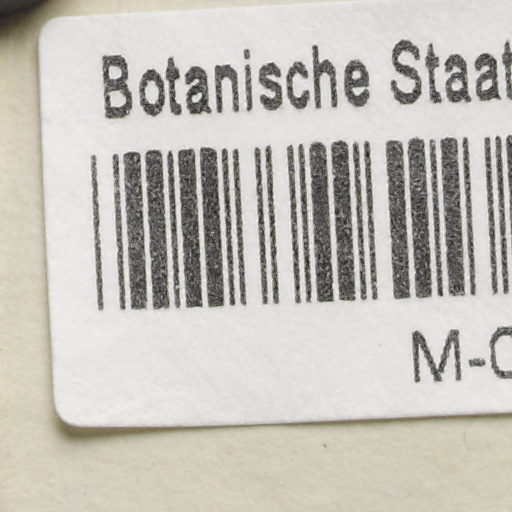 Botanische Staat
M-